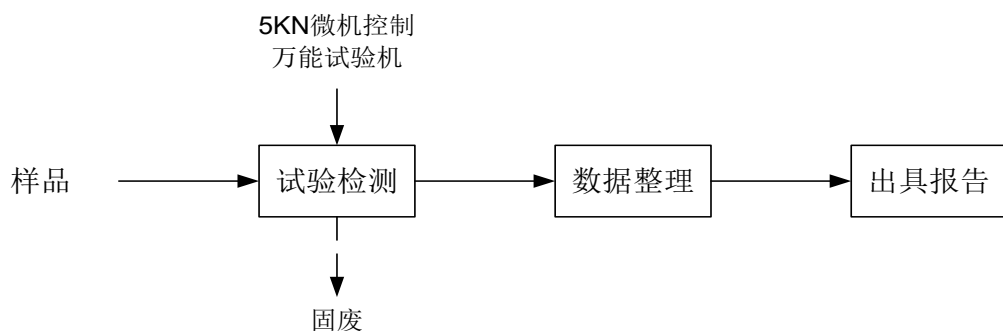 5KN微机控制
万能试验机
样品
试验检测
数据整理
出具报告
固废